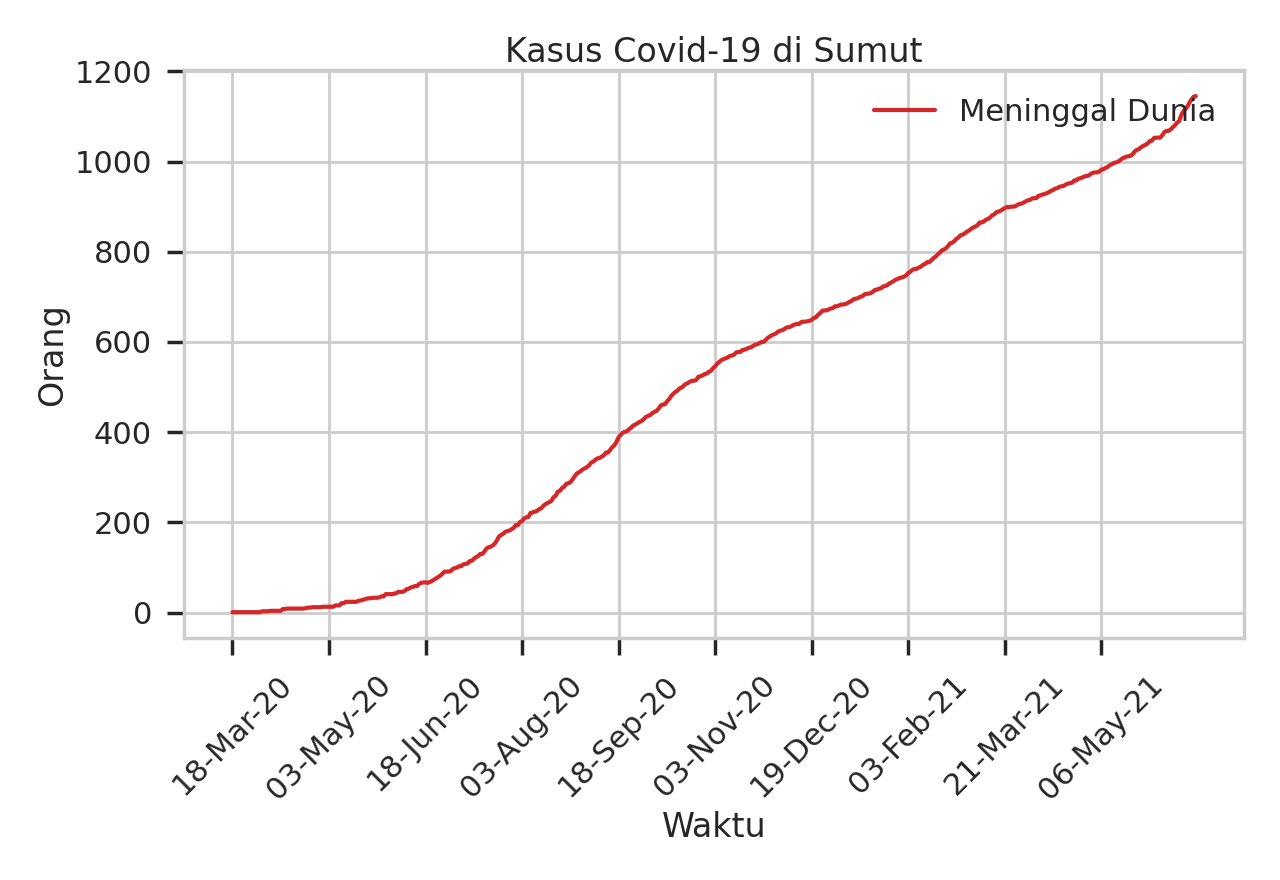 Kasus Covid-19 di Sumut
Meninggal Dunia
Orang
1200
1000
800
600
400
200
0
18-Mar-20
03-May-20
18-Jun-20
03-Aug-20
18-Sep-20
03-Nov-20
19-Dec-20
03-Feb-21
21-Mar-21
06-May-21
Waktu